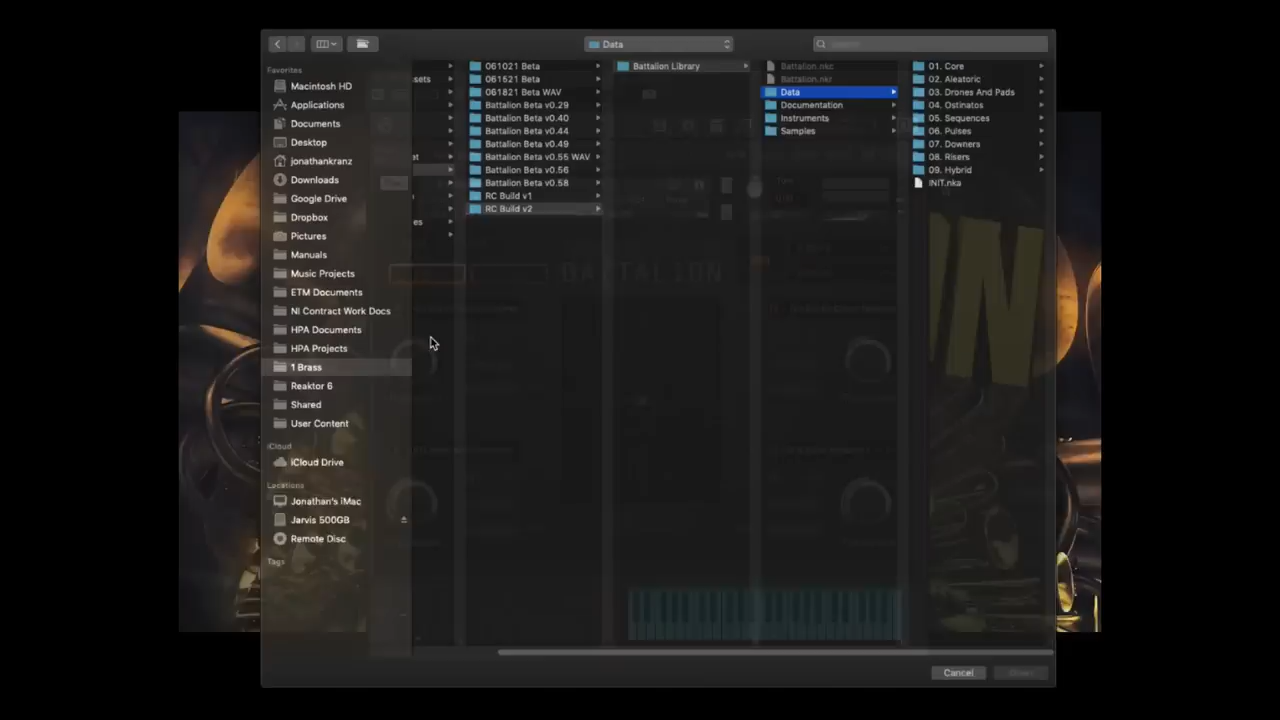 Data
Favorites
Macintosh HD
Applications
Documents
Desktop
jonathankranz
Downloads
Google Drive
Dropbox
Pictures
Manuals
Music Projects
ETM Documents
NI Contract Work Docs
HPA Documents
HPA Projects
1 Brass
Reaktor 6
Shared
User Content
iCloud
iCloud Drive
Locations
Jonathan's iMac
Jarvis 500GB
Remote Disc
Tags
061021 Beta
061521 Beta
061821 Beta WAV
Battalion Beta v0.29
Battalion Beta v0.40
Battalion Beta v0.44
Battalion Beta v0.49
Battalion Beta v0.55 WAV
Battalion Beta v0.56
Battalion Beta v0.58
RC Build v1
RC Build v2
Battalion Library
Battalion.nkc
Battalion.nkr
Data
Documentation
Instruments
Samples
01. Core
02. Aleatoric
03. Drones And Pads
04. Ostinatos
05. Sequences
06. Pulses
07. Downers
08. Risers
09. Hybrid
INIT.nka
BATTALION
IN
Cancel